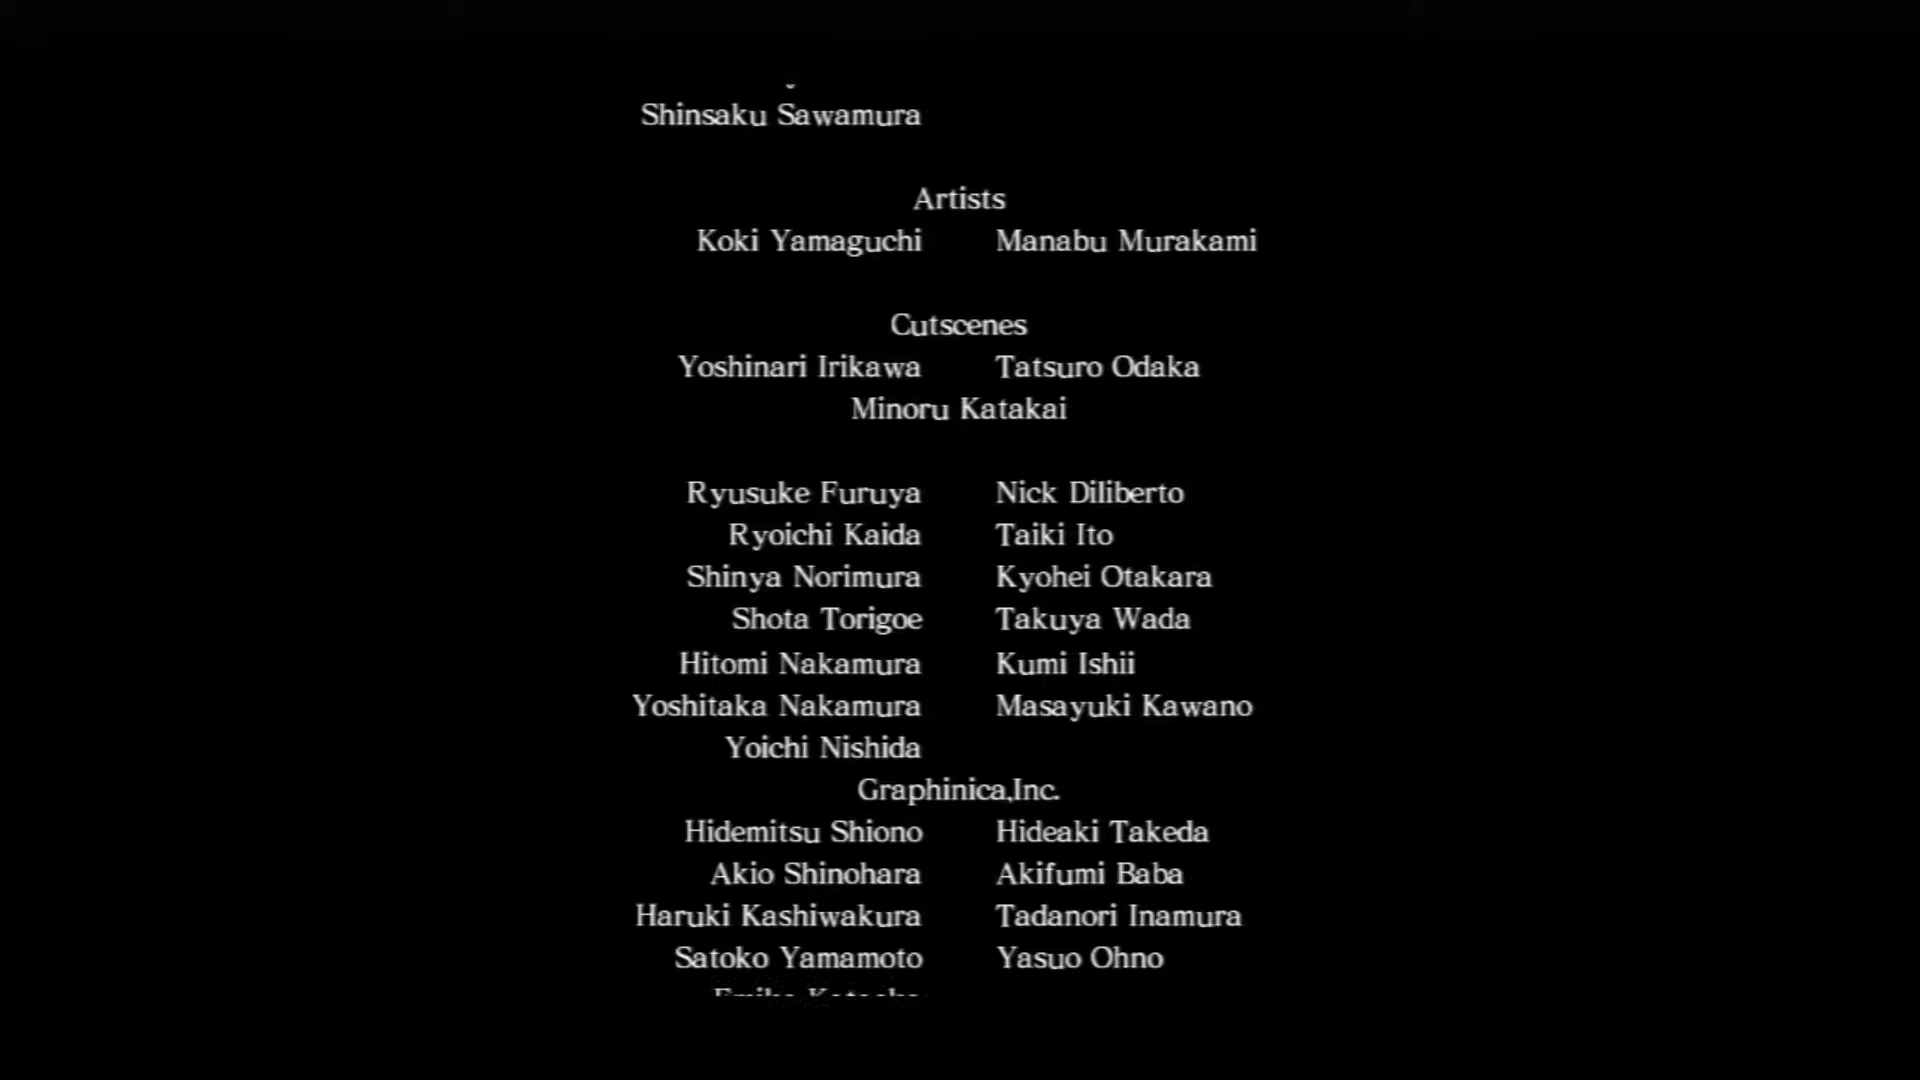 Shinsaku Sawamura
Artists
Koki Yamaguchi Manabu Murakami
Cutscenes
Yoshinari Irikawa Tatsuro Odaka
Minoru Katakai
Ryusuke Furuya Nick Diliberto
Ryoichi Kaida Taiki Ito
Shinya Norimura Kyohei Otakara
Shota Torigoe Takuya Wada
Hitomi Nakamura Kumi Ishii
Yoshitaka Nakamura Masayuki Kawano
Yoichi Nishida
Graphinica,Inc.
Hidemitsu Shiono Hideaki Takeda
Akio Shinohara Akifumi Baba
Haruki Kashiwakura Tadanori Inamura
Satoko Yamamoto Yasuo Ohno